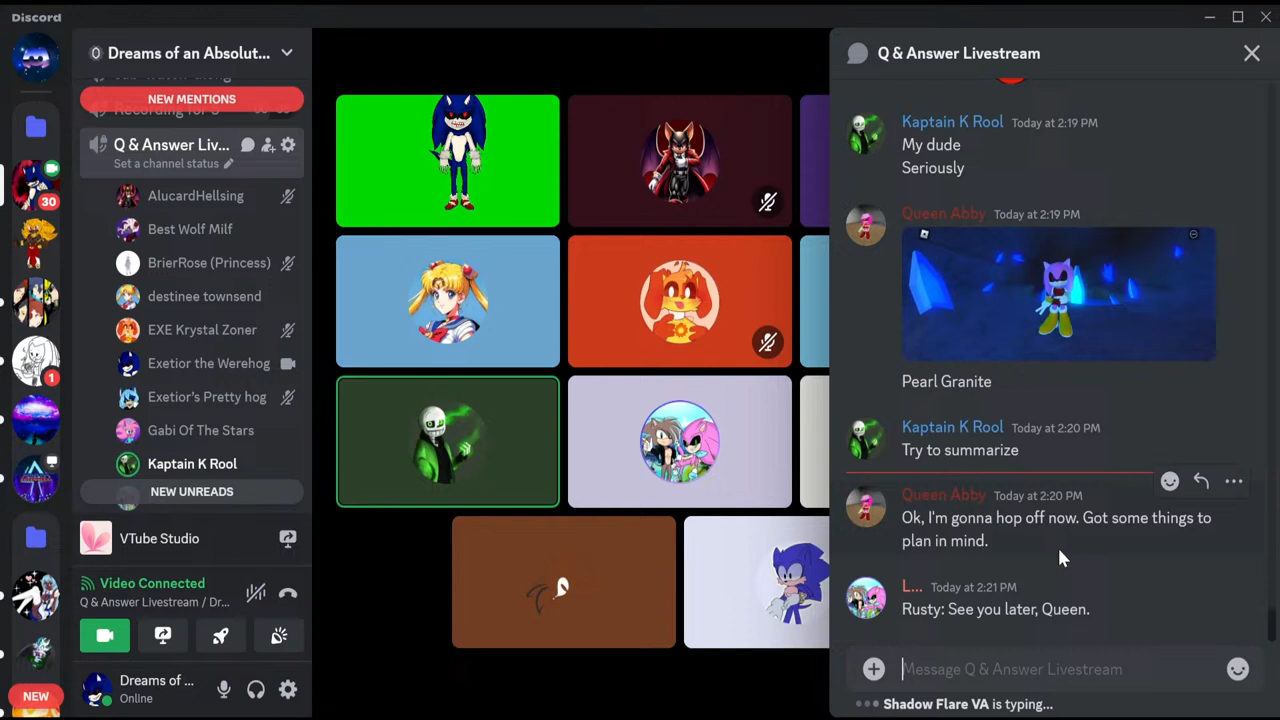 Discord
Dreams of an Absolut...
NEW MENTIONS
Q & Answer Liv...
Set a channel status
AlucardHellsing
Best Wolf Milf
BrierRose (Princess)
destinee townsend
EXE Krystal Zoner
Exetior the Werehog
Exetior's Pretty hog
Gabi Of The Stars
Kaptain K Rool
NEW UNREADS
VTube Studio
Video Connected
Q & Answer Livestream / Dr...
Dreams of ...
Online
30
1
NEW
Q & Answer Livestream
Kaptain K Rool Today at 2:19 PM
My dude
Seriously
Queen Abby Today at 2:19 PM
Pearl Granite
Kaptain K Rool Today at 2:20 PM
Try to summarize
Queen Abby Today at 2:20 PM
Ok, I'm gonna hop off now. Got some things to
plan in mind.
L... Today at 2:21 PM
Rusty: See you later, Queen.
Message Q & Answer Livestream
Shadow Flare VA is typing...